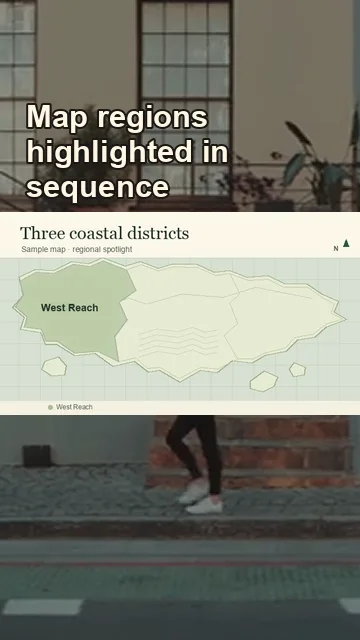 Map regions
highlighted in
sequence
Three coastal districts
Sample map · regional spotlight
N
West Reach
West Reach